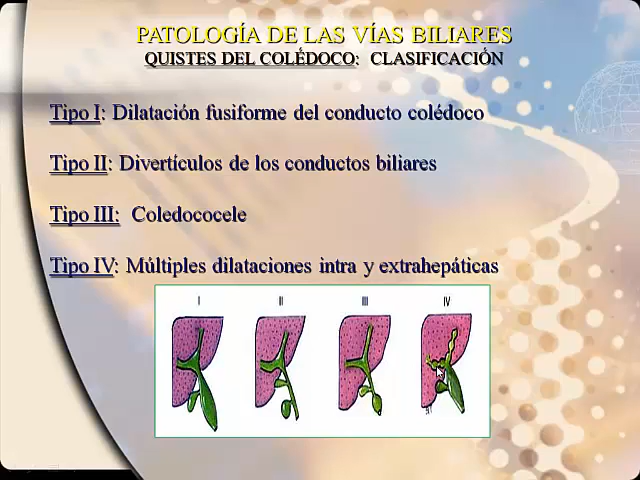 PATOLOGÍA DE LAS VÍAS BILIARES
QUISTES DEL COLÉDOCO: CLASIFICACIÓN
Tipo I: Dilatación fusiforme del conducto colédoco
Tipo II: Divertículos de los conductos biliares
Tipo III: Coledococele
Tipo IV: Múltiples dilataciones intra y extrahepáticas
I II III IV